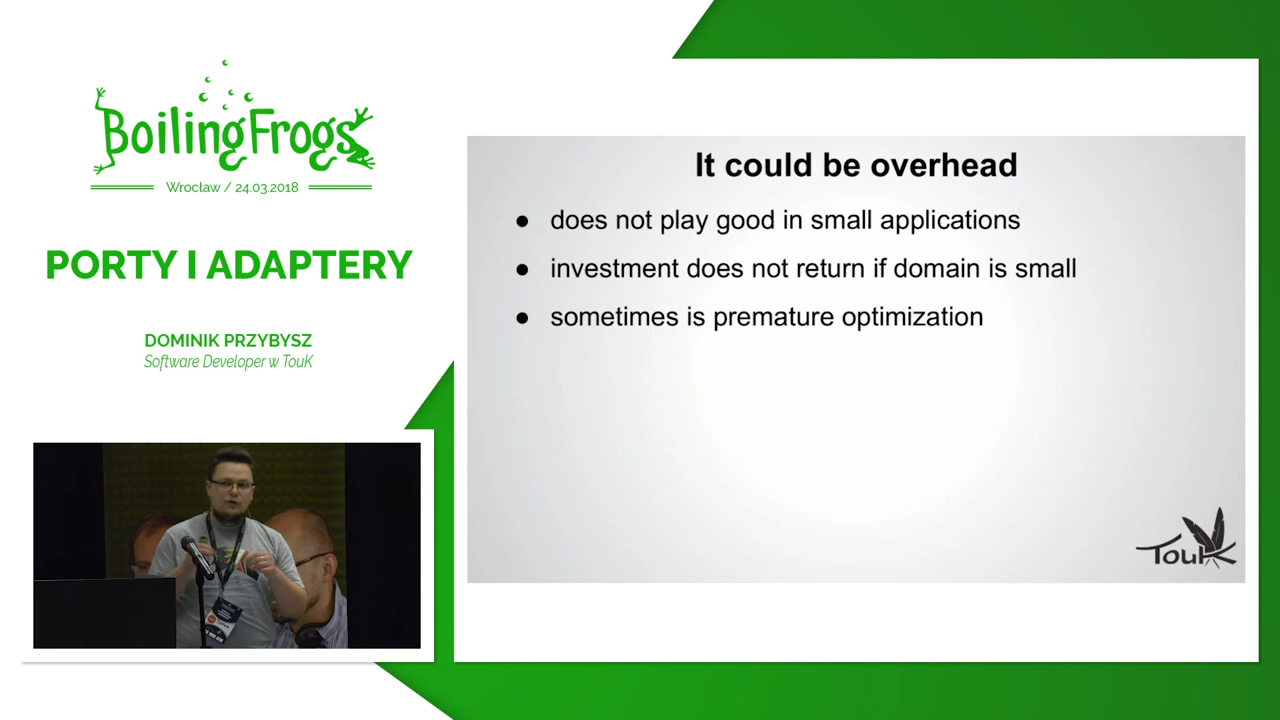 BoilingFrogs
Wrocław / 24.03.2018
PORTY I ADAPTERY
DOMINIK PRZYBYSZ
Software Developer w TouK
It could be overhead
● does not play good in small applications
● investment does not return if domain is small
● sometimes is premature optimization
TouK